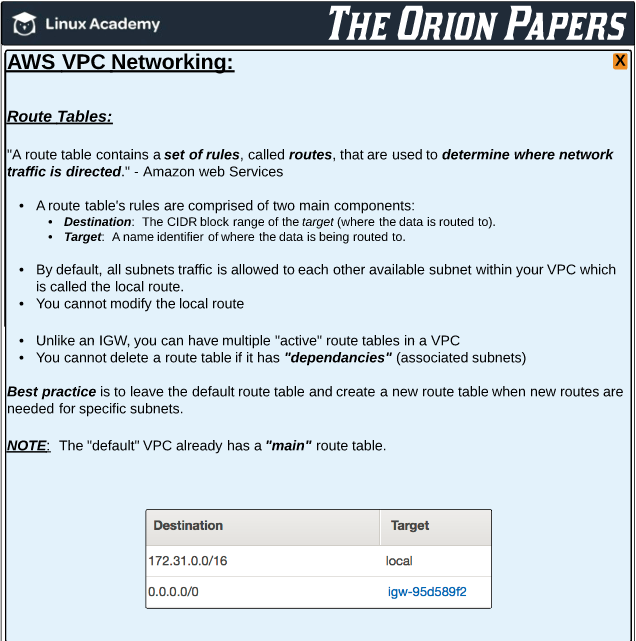 Linux Academy
THE ORION PAPERS
AWS VPC Networking:
X
Route Tables:
"A route table contains a set of rules, called routes, that are used to determine where network
traffic is directed." - Amazon web Services
• A route table's rules are comprised of two main components:
• Destination: The CIDR block range of the target (where the data is routed to).
• Target: A name identifier of where the data is being routed to.
• By default, all subnets traffic is allowed to each other available subnet within your VPC which
is called the local route.
• You cannot modify the local route
• Unlike an IGW, you can have multiple "active" route tables in a VPC
• You cannot delete a route table if it has "dependancies" (associated subnets)
Best practice is to leave the default route table and create a new route table when new routes are
needed for specific subnets.
NOTE: The "default" VPC already has a "main" route table.
Destination Target
172.31.0.0/16 local
0.0.0.0/0 igw-95d589f2